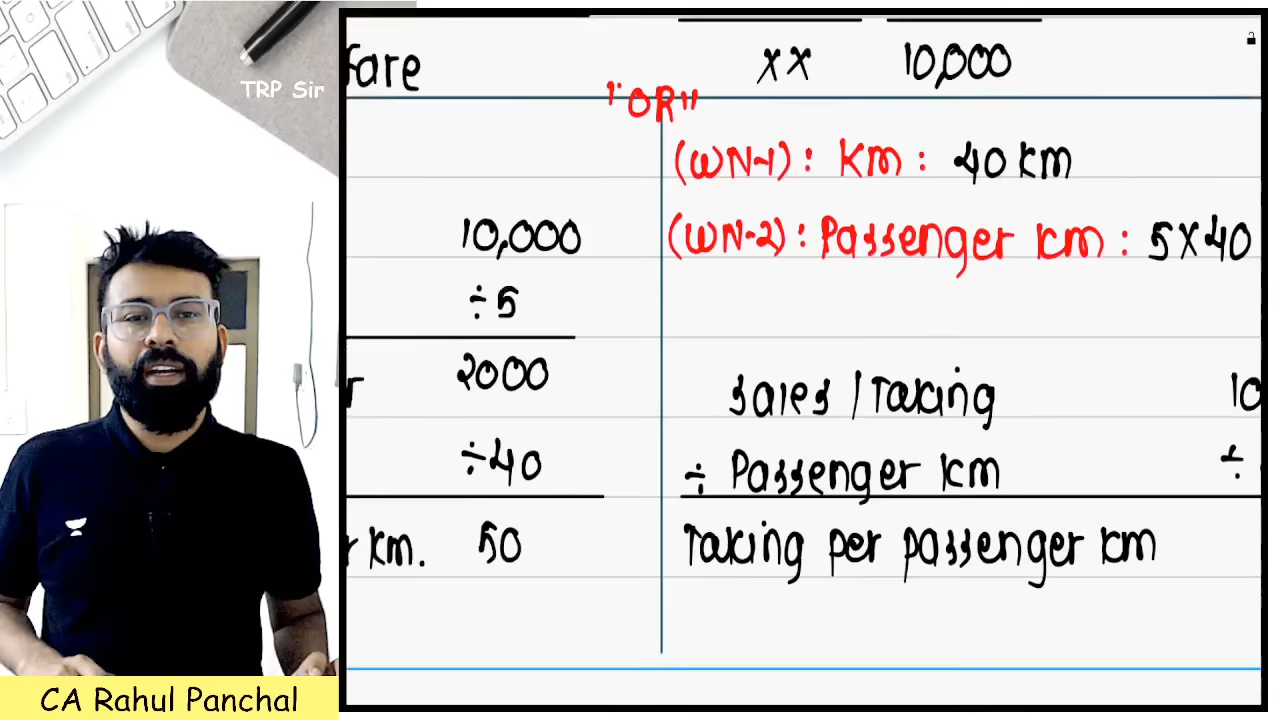 TRP Sir
Fare
XX 10,000
"OR"
(WN-1): Km: 40 Km
10,000
(WN-2): Passenger Km: 5X40
÷5
2000
Sales / Taking 10
÷40
÷ Passenger Km ÷
r Km. 50
Taking per passenger km
CA Rahul Panchal